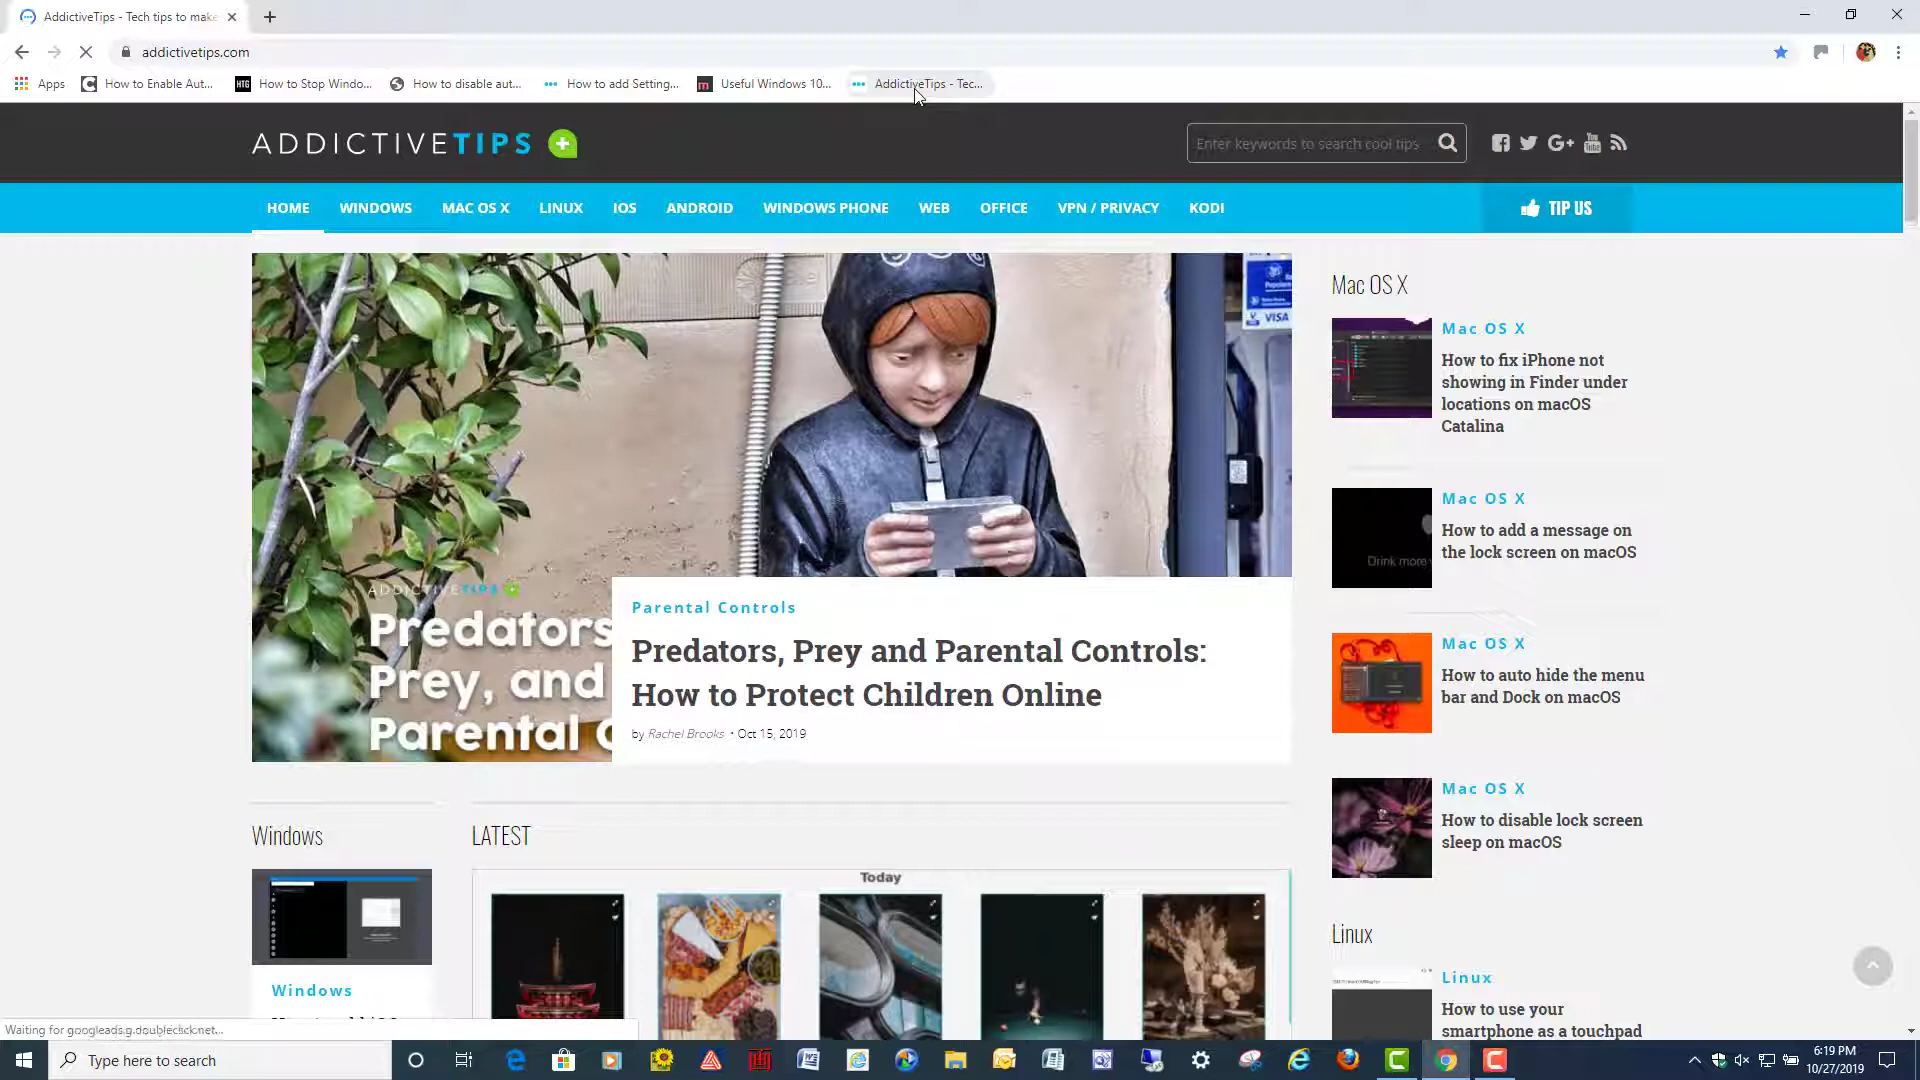 AddictiveTips - Tech tips to make
addictivetips.com
Apps
How to Enable Aut...
HTG
How to Stop Windo...
How to disable aut...
How to add Setting...
m
Useful Windows 10...
AddictiveTips - Tec...
ADDICTIVETIPS
Enter keywords to search cool tips
HOME
WINDOWS
MAC OS X
LINUX
IOS
ANDROID
WINDOWS PHONE
WEB
OFFICE
VPN / PRIVACY
KODI
TIP US
VISA
ADDICTIVETIPS
Predators
Prey, and
Parental C
Parental Controls
Predators, Prey and Parental Controls:
How to Protect Children Online
by Rachel Brooks · Oct 15, 2019
Mac OS X
Mac OS X
How to fix iPhone not
showing in Finder under
locations on macOS
Catalina
Mac OS X
How to add a message on
the lock screen on macOS
Drink more
Mac OS X
How to auto hide the menu
bar and Dock on macOS
Mac OS X
How to disable lock screen
sleep on macOS
Linux
Linux
How to use your
smartphone as a touchpad
Windows
Windows
LATEST
Today
Waiting for googleads.g.doubleclick.net...
Type here to search
6:19 PM
10/27/2019